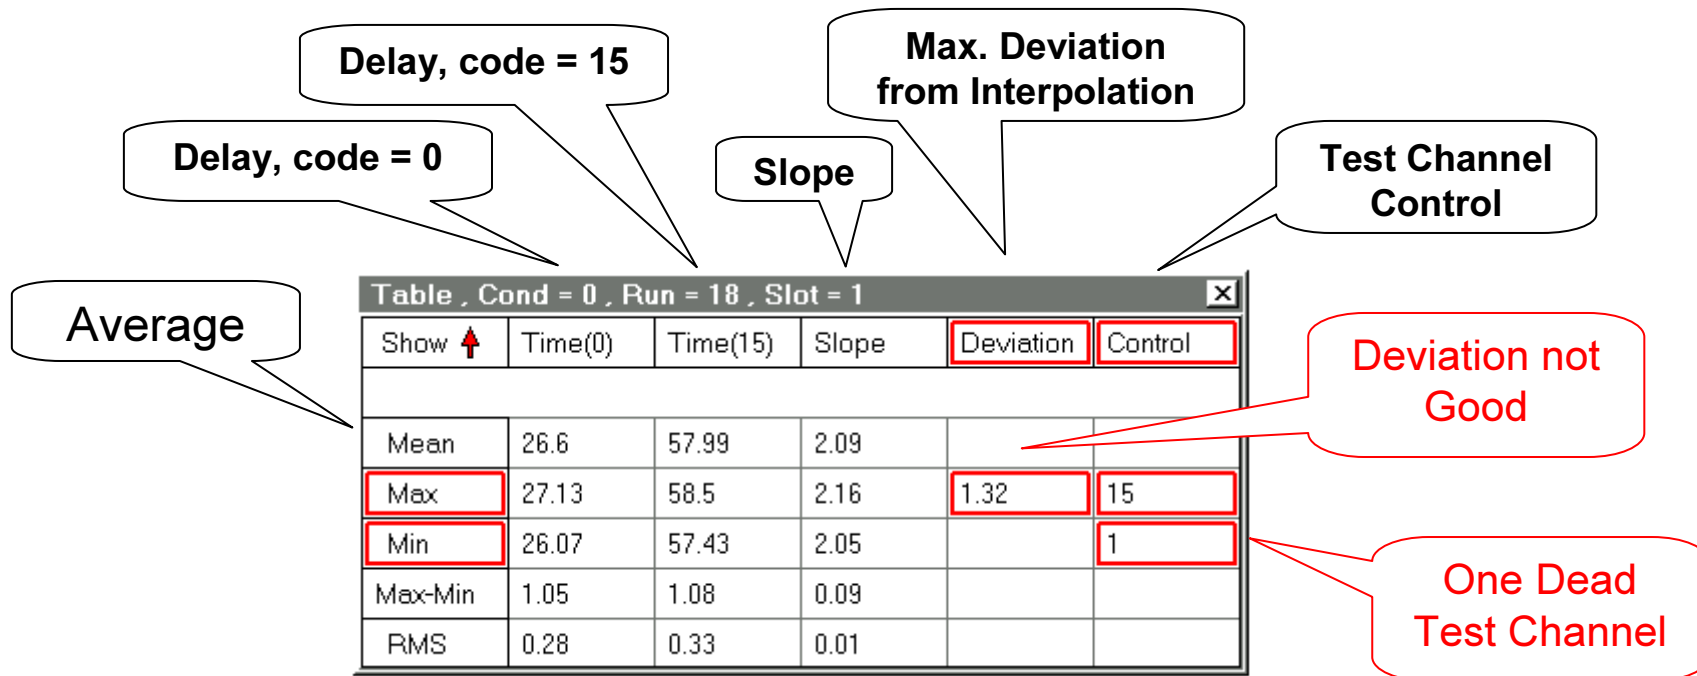 Delay, code = 15
Max. Deviation
from Interpolation
Delay, code = 0
Slope
Test Channel
Control
Average
Table , Cond = 0 , Run = 18 , Slot = 1
Show Time(0) Time(15) Slope Deviation Control
Mean 26.6 57.99 2.09
Max 27.13 58.5 2.16 1.32 15
Min 26.07 57.43 2.05 1
Max-Min 1.05 1.08 0.09
RMS 0.28 0.33 0.01
Deviation not
Good
One Dead
Test Channel